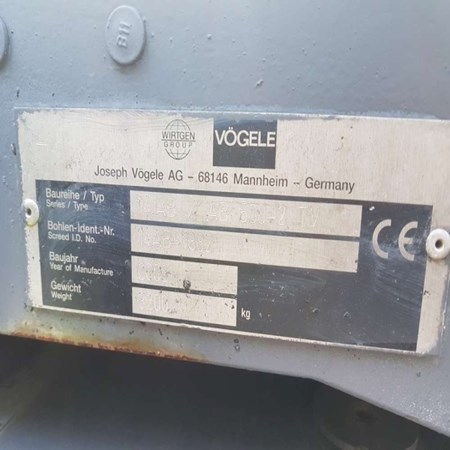 8II
WIRTGEN
GROUP
VÖGELE
Joseph Vögele AG - 68146 Mannheim - Germany
Baureihe / Typ
Series / Type
Bohlen-Ident.-Nr.
Screed I.D. No.
Baujahr
Year of Manufacture
Gewicht
Weight
kg
CE